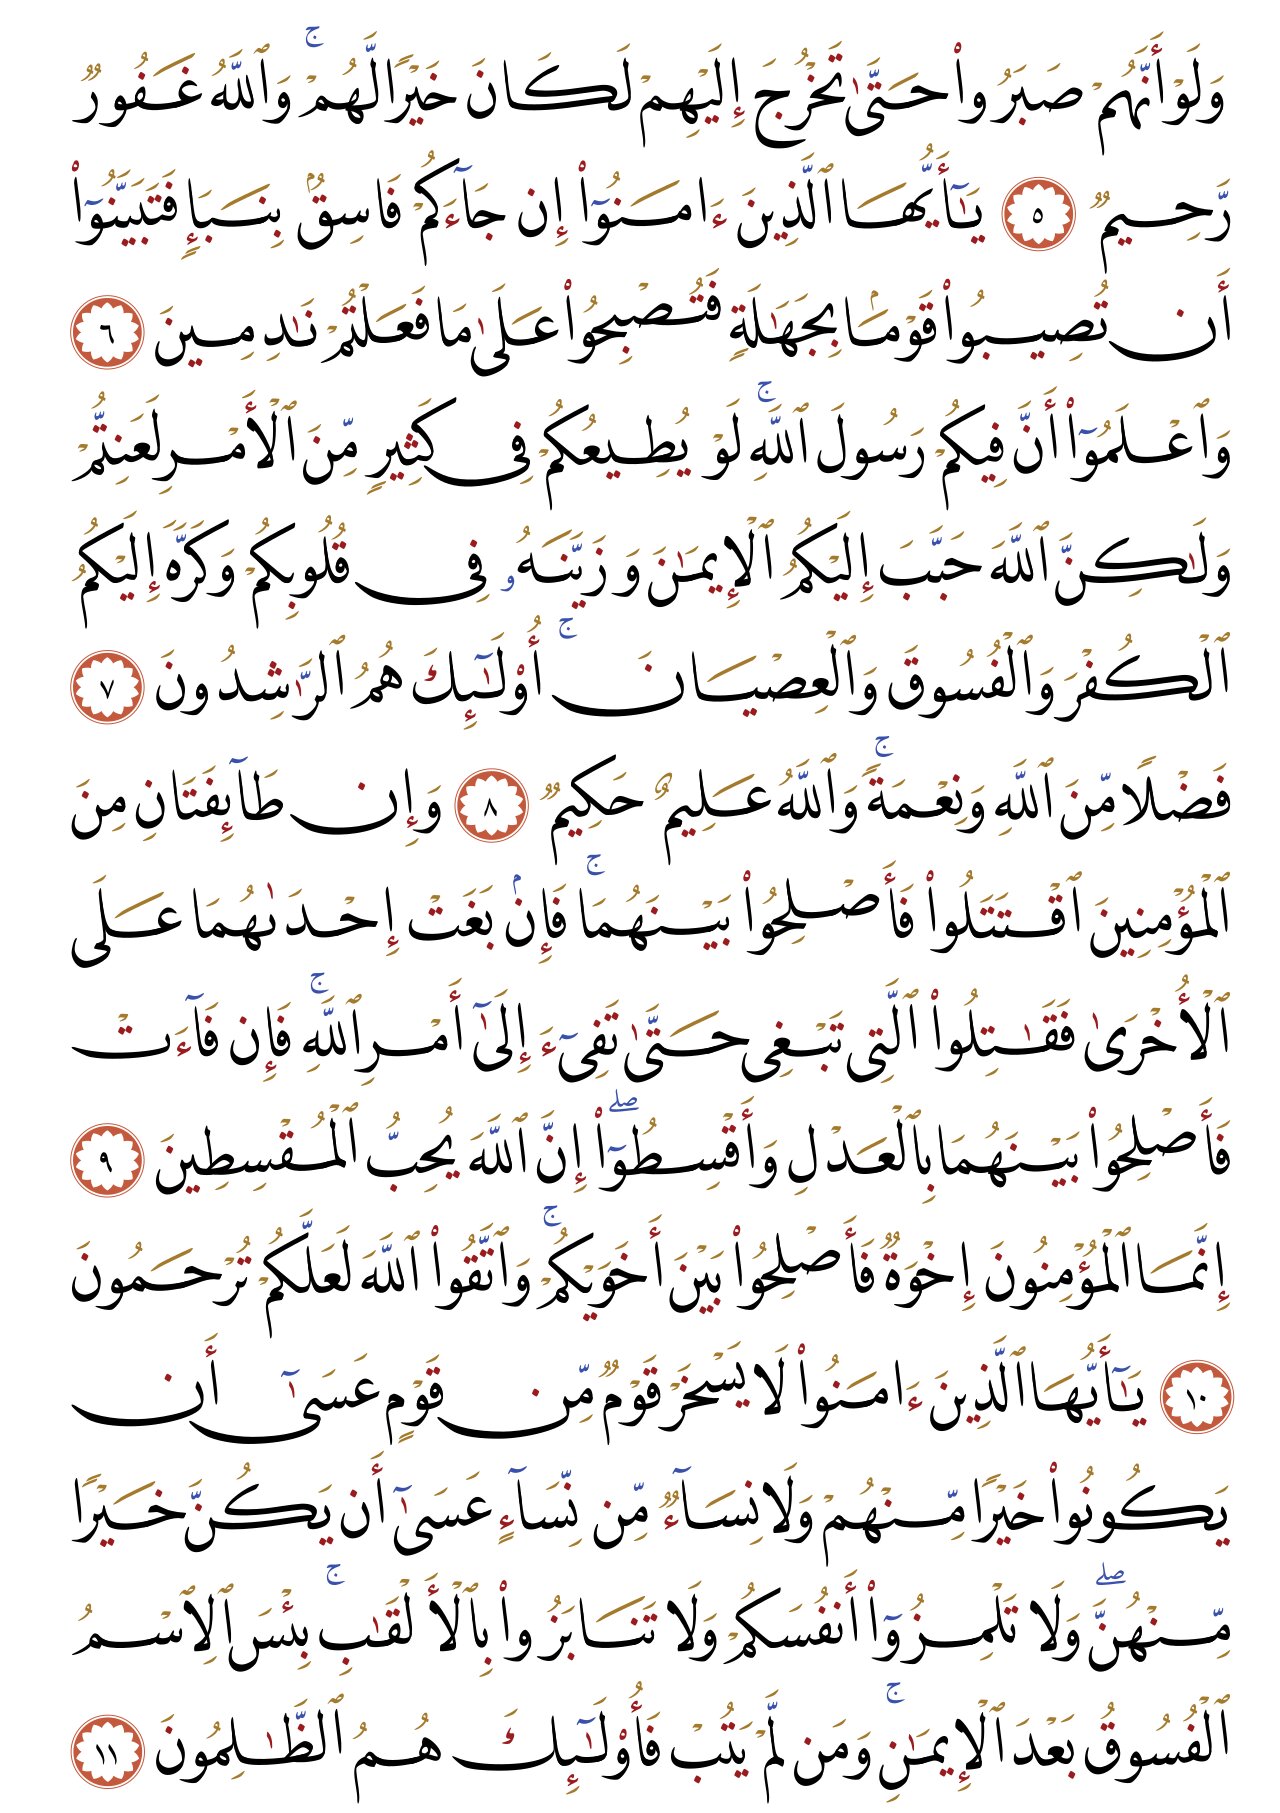 وَلَوْ أَنَّهُمْ صَبَرُوا۟ حَتَّىٰ تَخْرُجَ إِلَيْهِمْ لَكَانَ خَيْرًا لَّهُمْ ۚ وَٱللَّهُ غَفُورٌ
رَّحِيمٌ ٥ يَـٰٓأَيُّهَا ٱلَّذِينَ ءَامَنُوٓا۟ إِن جَآءَكُمْ فَاسِقٌۢ بِنَبَإٍ فَتَبَيَّنُوٓا۟
أَن تُصِيبُوا۟ قَوْمًۢا بِجَهَـٰلَةٍ فَتُصْبِحُوا۟ عَلَىٰ مَا فَعَلْتُمْ نَـٰدِمِينَ ٦
وَٱعْلَمُوٓا۟ أَنَّ فِيكُمْ رَسُولَ ٱللَّهِ ۚ لَوْ يُطِيعُكُمْ فِى كَثِيرٍ مِّنَ ٱلْأَمْرِ لَعَنِتُّمْ
وَلَـٰكِنَّ ٱللَّهَ حَبَّبَ إِلَيْكُمُ ٱلْإِيمَـٰنَ وَزَيَّنَهُۥ فِى قُلُوبِكُمْ وَكَرَّهَ إِلَيْكُمُ
ٱلْكُفْرَ وَٱلْفُسُوقَ وَٱلْعِصْيَانَ ۚ أُو۟لَـٰٓئِكَ هُمُ ٱلرَّٰشِدُونَ ٧
فَضْلًا مِّنَ ٱللَّهِ وَنِعْمَةً ۚ وَٱللَّهُ عَلِيمٌ حَكِيمٌ ٨ وَإِن طَآئِفَتَانِ مِنَ
ٱلْمُؤْمِنِينَ ٱقْتَتَلُوا۟ فَأَصْلِحُوا۟ بَيْنَهُمَا ۚ فَإِنۢ بَغَتْ إِحْدَىٰهُمَا عَلَى
ٱلْأُخْرَىٰ فَقَـٰتِلُوا۟ ٱلَّتِى تَبْغِى حَتَّىٰ تَفِىٓءَ إِلَىٰٓ أَمْرِ ٱللَّهِ ۚ فَإِن فَآءَتْ
فَأَصْلِحُوا۟ بَيْنَهُمَا بِٱلْعَدْلِ وَأَقْسِطُوٓا۟ ۖ إِنَّ ٱللَّهَ يُحِبُّ ٱلْمُقْسِطِينَ ٩
إِنَّمَا ٱلْمُؤْمِنُونَ إِخْوَةٌ فَأَصْلِحُوا۟ بَيْنَ أَخَوَيْكُمْ ۚ وَٱتَّقُوا۟ ٱللَّهَ لَعَلَّكُمْ تُرْحَمُونَ
١٠ يَـٰٓأَيُّهَا ٱلَّذِينَ ءَامَنُوا۟ لَا يَسْخَرْ قَوْمٌ مِّن قَوْمٍ عَسَىٰٓ أَن
يَكُونُوا۟ خَيْرًا مِّنْهُمْ وَلَا نِسَآءٌ مِّن نِّسَآءٍ عَسَىٰٓ أَن يَكُنَّ خَيْرًا
مِّنْهُنَّ ۖ وَلَا تَلْمِزُوٓا۟ أَنفُسَكُمْ وَلَا تَنَابَزُوا۟ بِٱلْأَلْقَـٰبِ ۚ بِئْسَ ٱلِٱسْمُ
ٱلْفُسُوقُ بَعْدَ ٱلْإِيمَـٰنِ ۚ وَمَن لَّمْ يَتُبْ فَأُو۟لَـٰٓئِكَ هُمُ ٱلظَّـٰلِمُونَ ١١